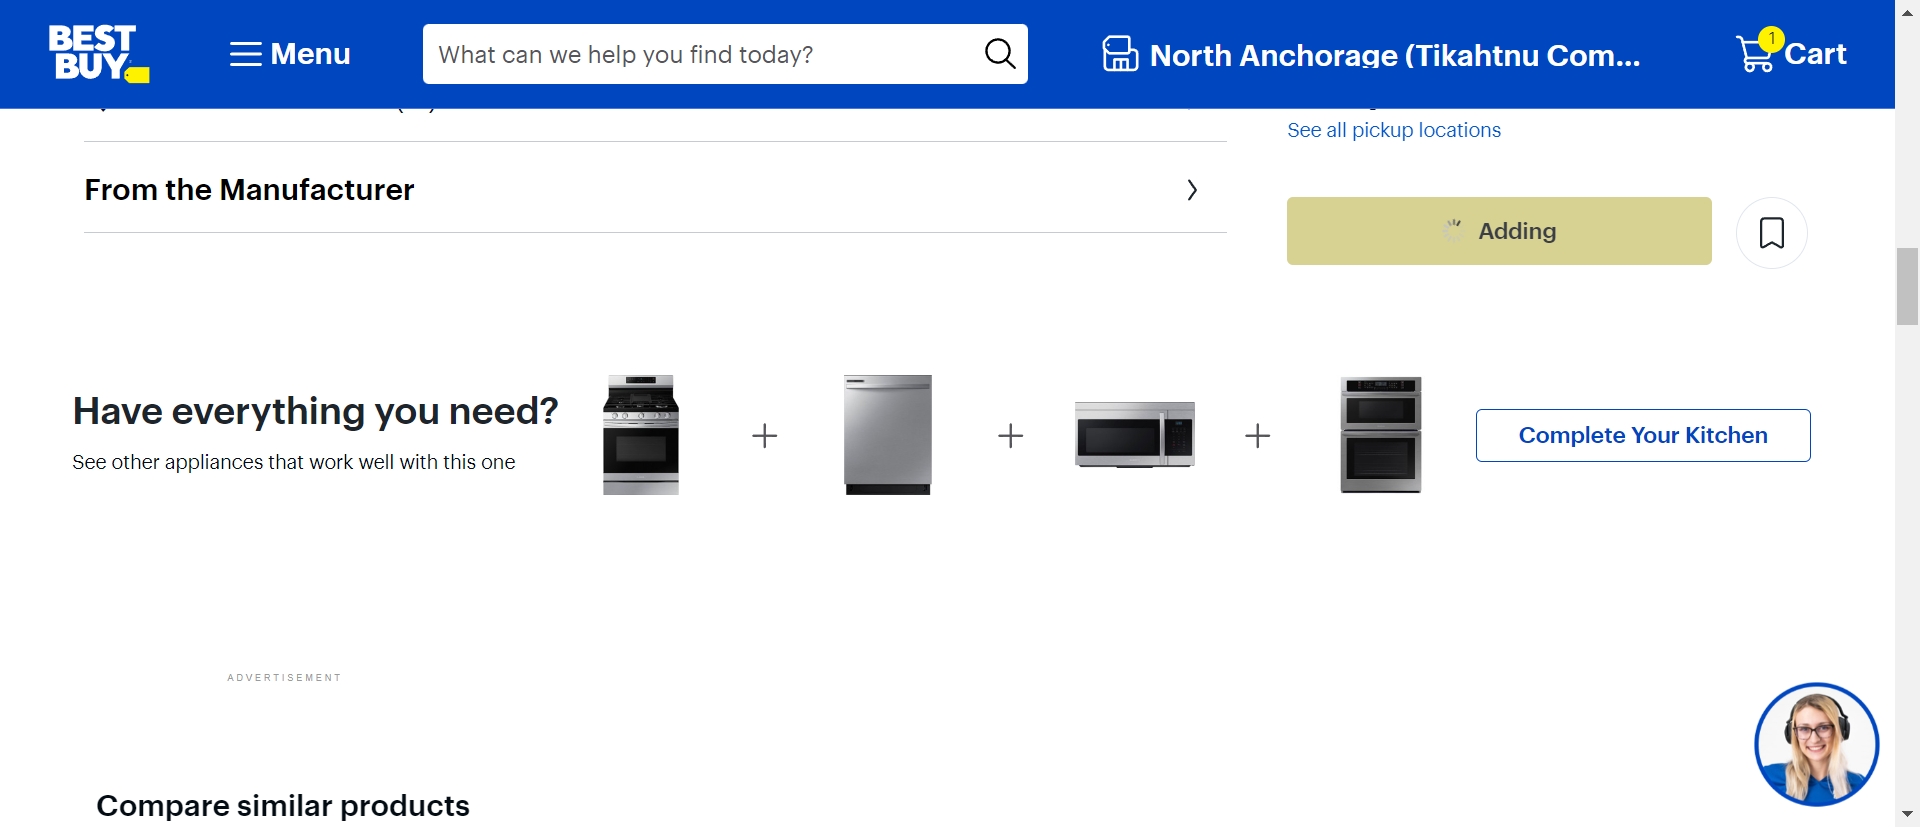 BEST
BUY
Menu
What can we help you find today?
North Anchorage (Tikahtnu Com...
1
Cart
See all pickup locations
From the Manufacturer
Adding
Have everything you need?
See other appliances that work well with this one
Complete Your Kitchen
ADVERTISEMENT
Compare similar products